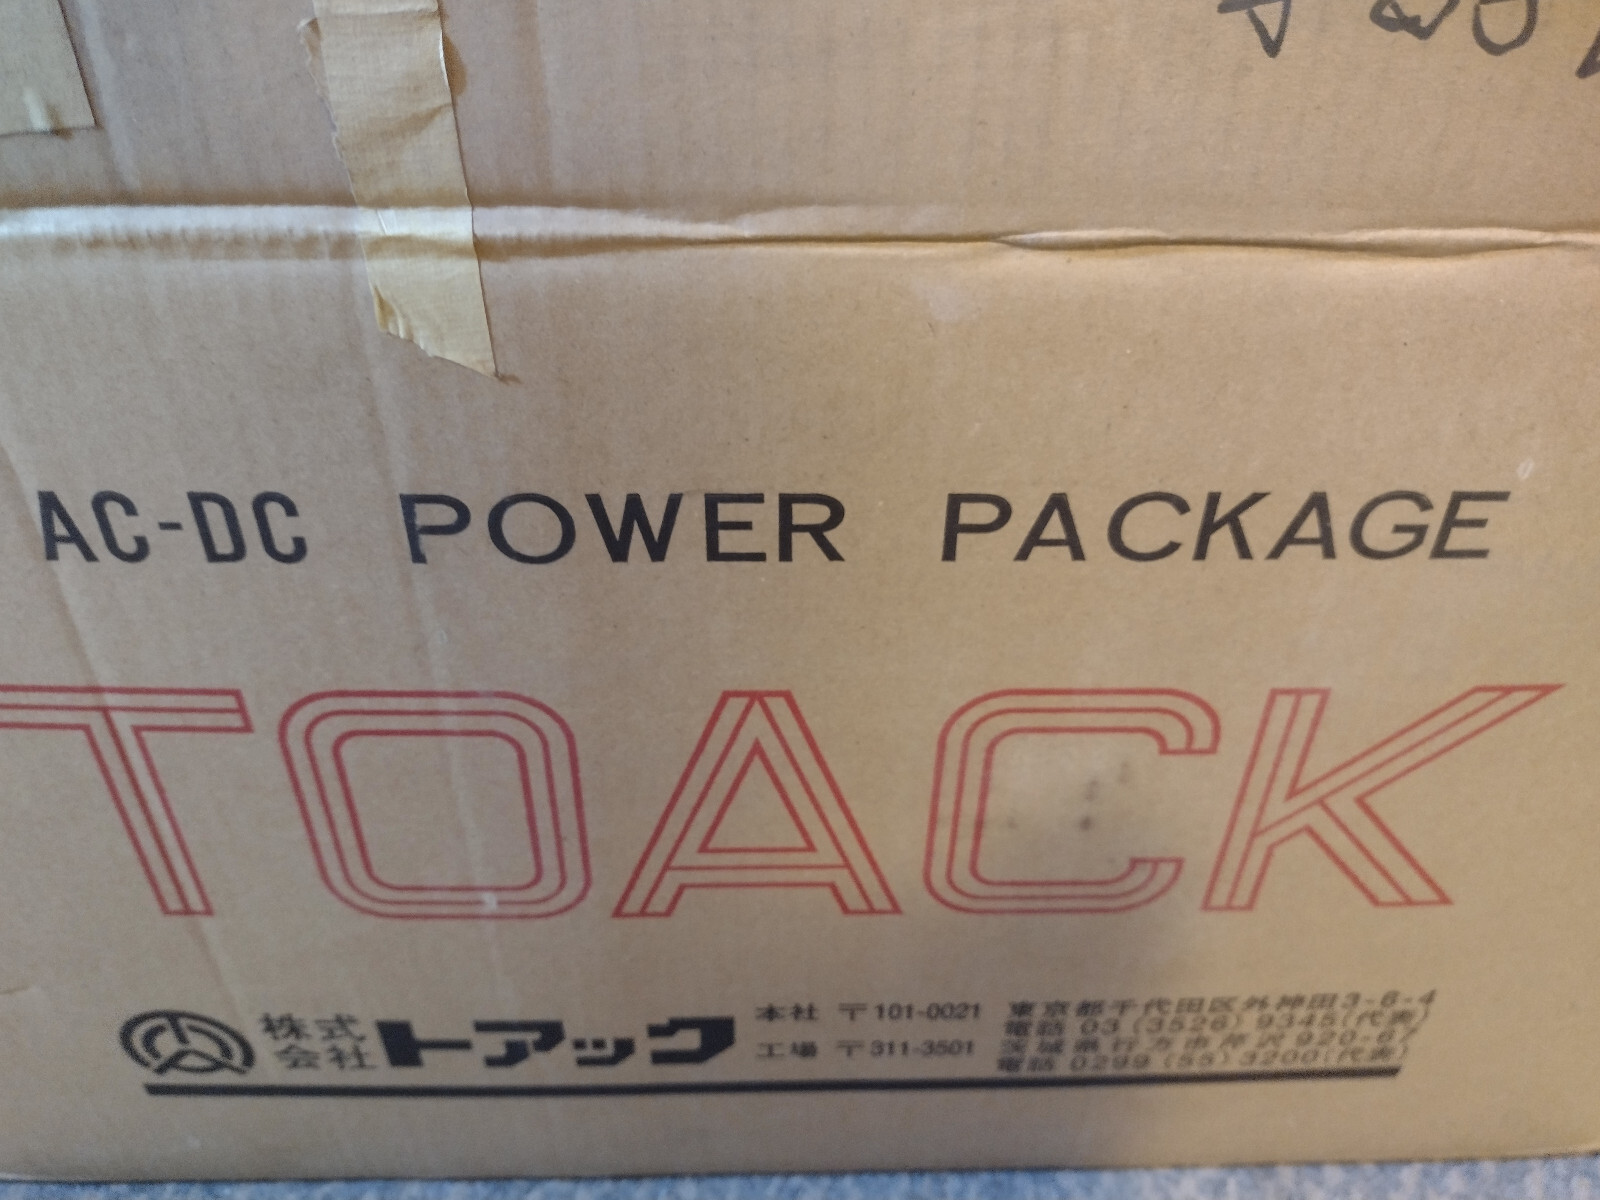 AC-DC POWER PACKAGE
TOACK
株式会社 トアック
本社 〒101-0021 東京都千代田区外神田3-6-4
電話 03 (3526) 9345(代表)
工場 〒311-3501 茨城県行方市芹沢920-67
電話 0299 (55) 3200(代表)